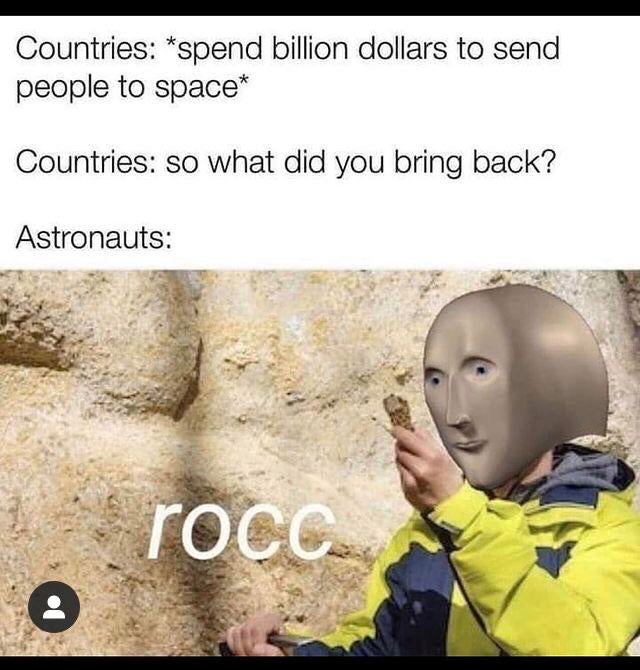 Countries: *spend billion dollars to send
people to space*
Countries: so what did you bring back?
Astronauts:
rocc